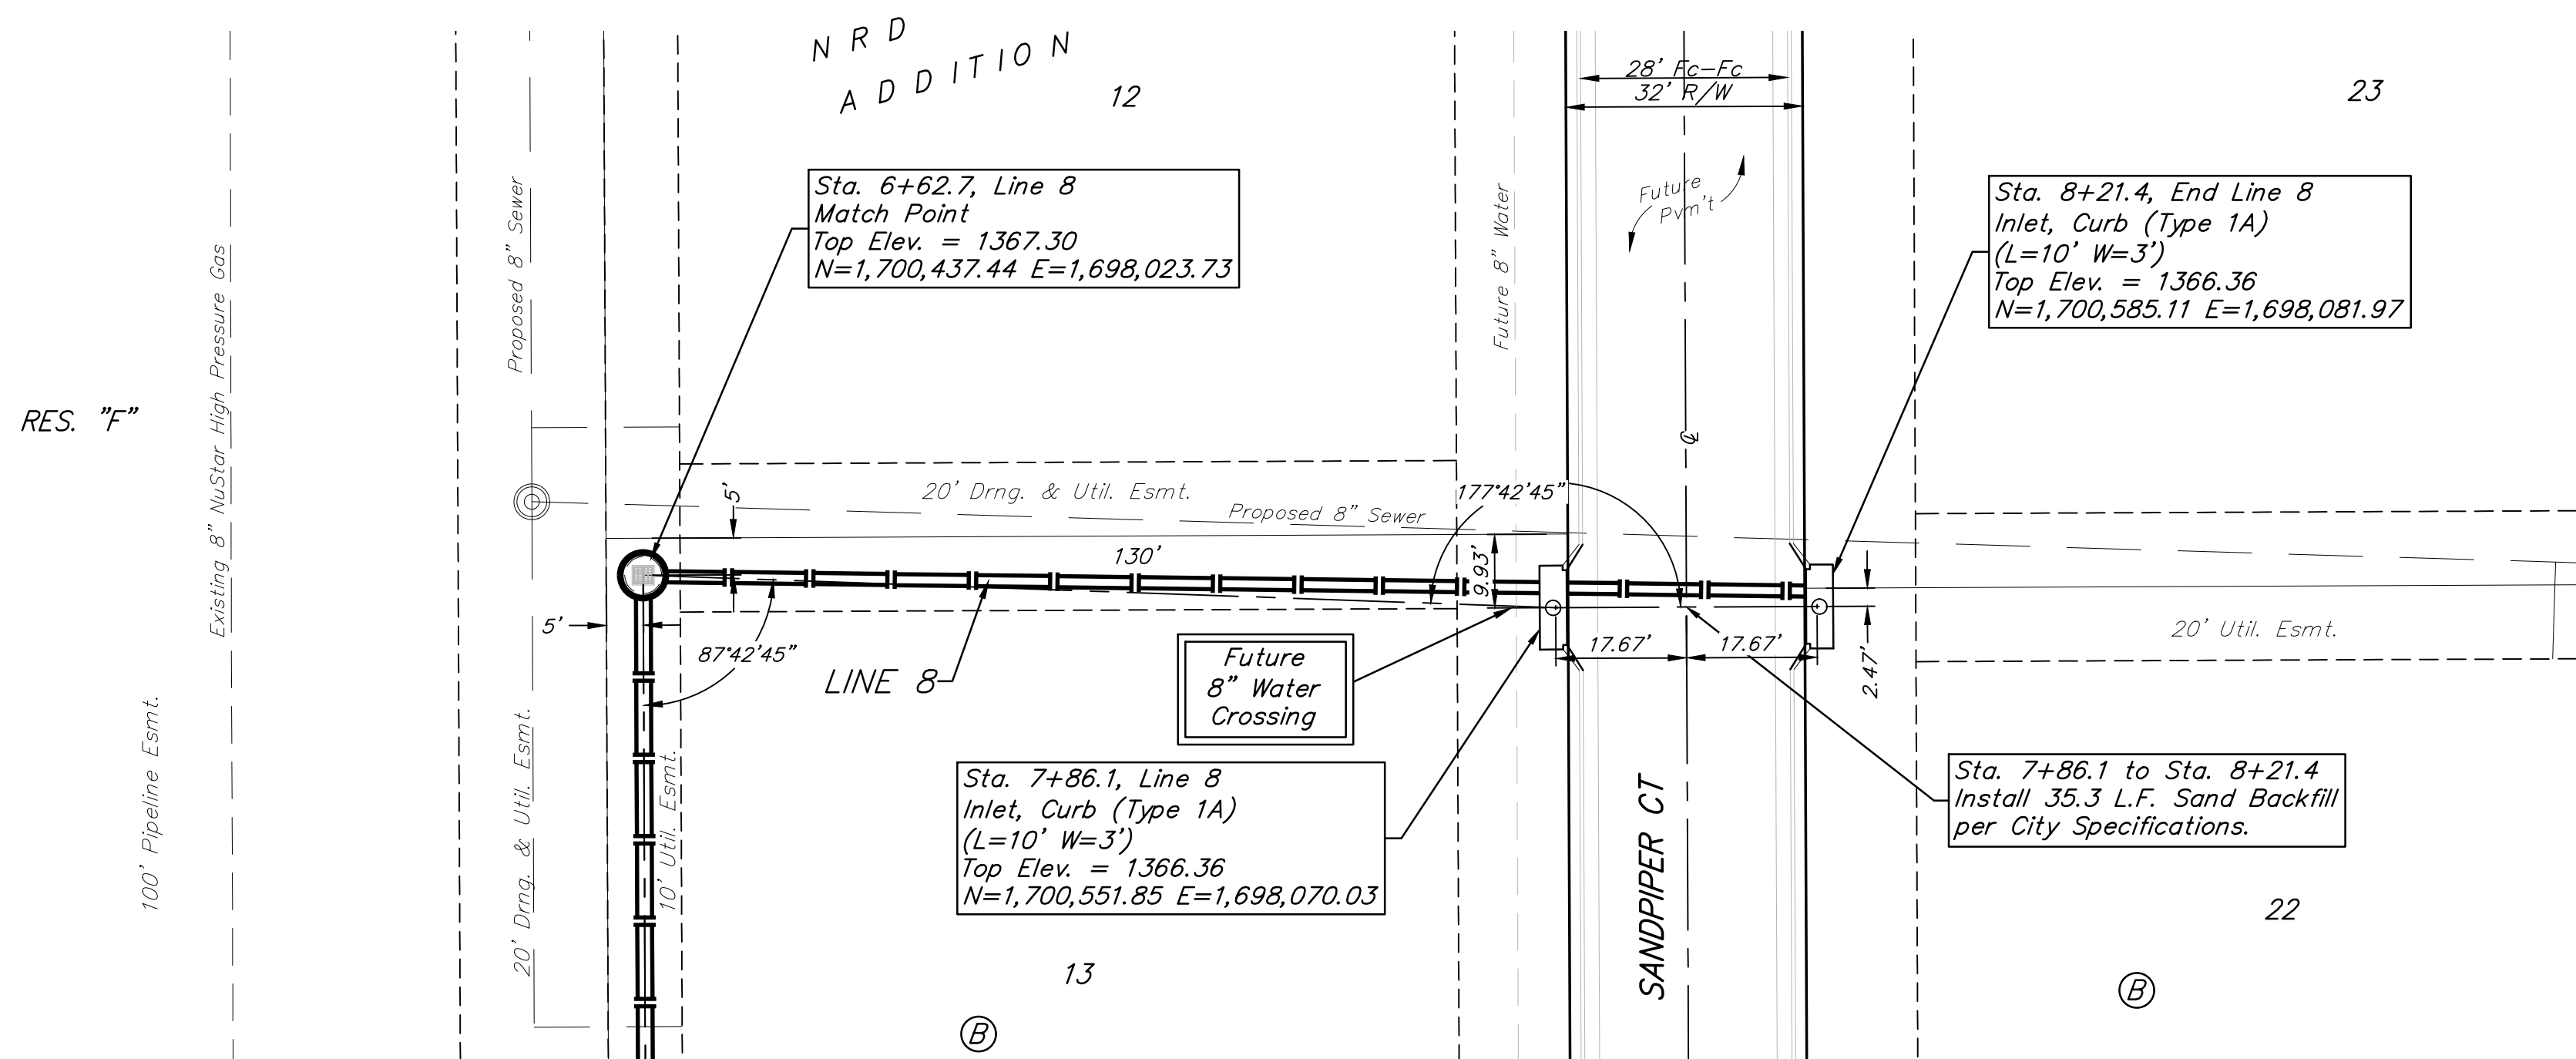 NRD
ADDITION
12
23
28' Fc-Fc
32' R/W
Future
Pvm't
Sta. 6+62.7, Line 8
Match Point
Top Elev. = 1367.30
N=1,700,437.44 E=1,698,023.73
Sta. 8+21.4, End Line 8
Inlet, Curb (Type 1A)
(L=10' W=3')
Top Elev. = 1366.36
N=1,700,585.11 E=1,698,081.97
Proposed 8" Sewer
Existing 8" NuStar High Pressure Gas
Future 8" Water
RES. "F"
℄
20' Drng. & Util. Esmt.
Proposed 8" Sewer
5'
177°42'45"
130'
9.93'
5'
87°42'45"
LINE 8
17.67'
17.67'
2.47'
20' Util. Esmt.
Future
8" Water
Crossing
100' Pipeline Esmt.
20' Drng. & Util. Esmt.
10' Util. Esmt.
Sta. 7+86.1, Line 8
Inlet, Curb (Type 1A)
(L=10' W=3')
Top Elev. = 1366.36
N=1,700,551.85 E=1,698,070.03
SANDPIPER CT
Sta. 7+86.1 to Sta. 8+21.4
Install 35.3 L.F. Sand Backfill
per City Specifications.
22
13
B
B